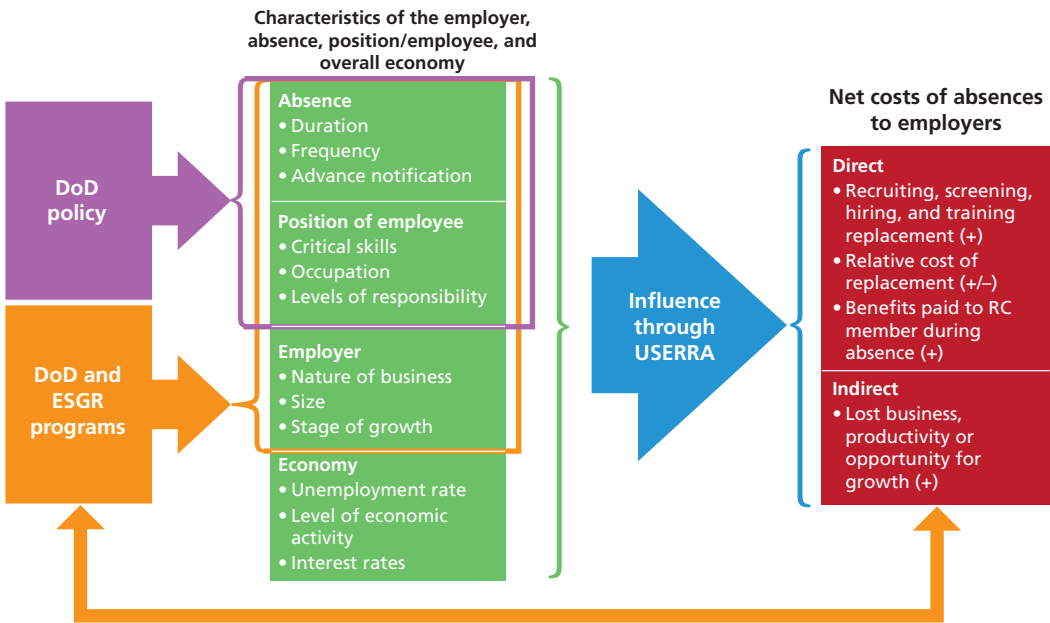 Characteristics of the employer,
absence, position/employee, and
overall economy
DoD
policy
DoD and
ESGR
programs
Absence
• Duration
• Frequency
• Advance notification
Position of employee
• Critical skills
• Occupation
• Levels of responsibility
Employer
• Nature of business
• Size
• Stage of growth
Economy
• Unemployment rate
• Level of economic
activity
• Interest rates
Influence
through
USERRA
Net costs of absences
to employers
Direct
• Recruiting, screening,
hiring, and training
replacement (+)
• Relative cost of
replacement (+/–)
• Benefits paid to RC
member during
absence (+)
Indirect
• Lost business,
productivity or
opportunity for
growth (+)